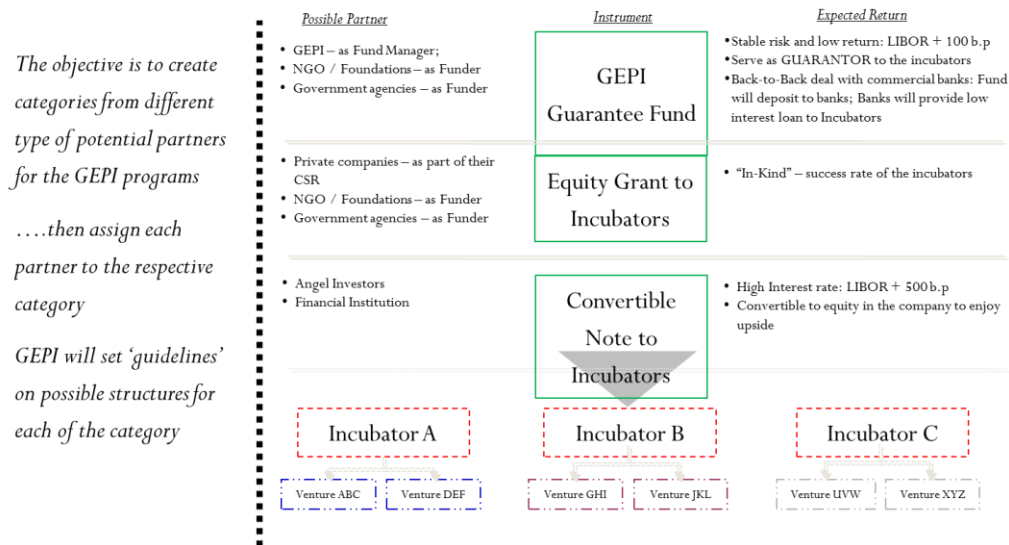 The objective is to create
categories from different
type of potential partners
for the GEPI programs
….then assign each
partner to the respective
category
GEPI will set ‘guidelines’
on possible structures for
each of the category
Possible Partner
Instrument
Expected Return
• GEPI – as Fund Manager;
• NGO / Foundations – as Funder
• Government agencies – as Funder
GEPI
Guarantee Fund
•Stable risk and low return: LIBOR + 100 b.p
•Serve as GUARANTOR to the incubators
•Back-to-Back deal with commercial banks: Fund
will deposit to banks; Banks will provide low
interest loan to Incubators
• Private companies – as part of their
CSR
• NGO / Foundations – as Funder
• Government agencies – as Funder
Equity Grant to
Incubators
• “In-Kind” – success rate of the incubators
• Angel Investors
• Financial Institution
Convertible
Note to
Incubators
• High Interest rate: LIBOR + 500 b.p
• Convertible to equity in the company to enjoy
upside
Incubator A
Incubator B
Incubator C
Venture ABC
Venture DEF
Venture GHI
Venture JKL
Venture UVW
Venture XYZ